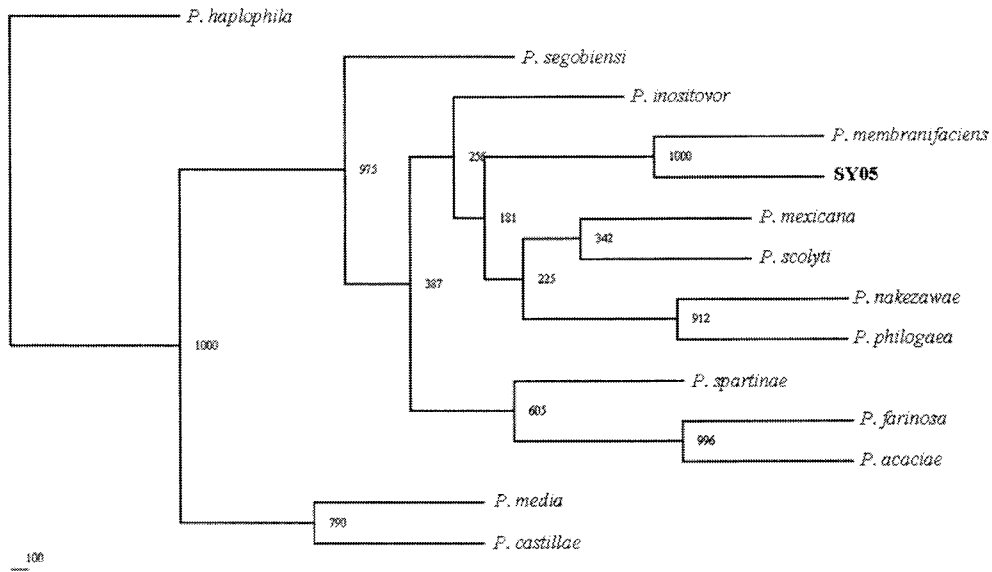 P. haplophila
P. segobiensi
P. inositovor
P. membranifaciens
256
1000
975
SY05
P. mexicana
181
342
P. scolyti
225
387
P. nakezawae
912
1000
P. philogaea
P. spartinae
605
P. farinosa
996
P. acaciae
P. media
790
P. castillae
100